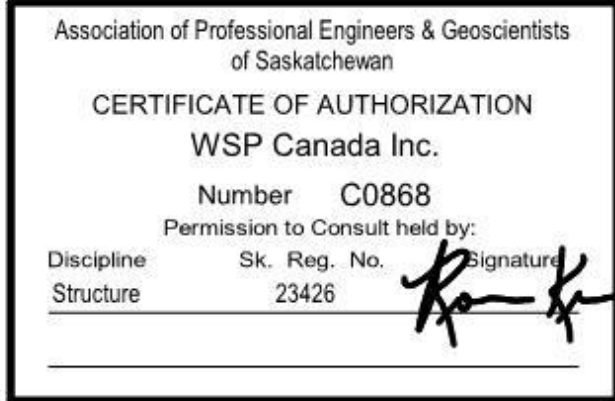 Association of Professional Engineers & Geoscientists
of Saskatchewan
CERTIFICATE OF AUTHORIZATION
WSP Canada Inc.
Number C0868
Permission to Consult held by:
Discipline Sk. Reg. No. Signature
Structure 23426